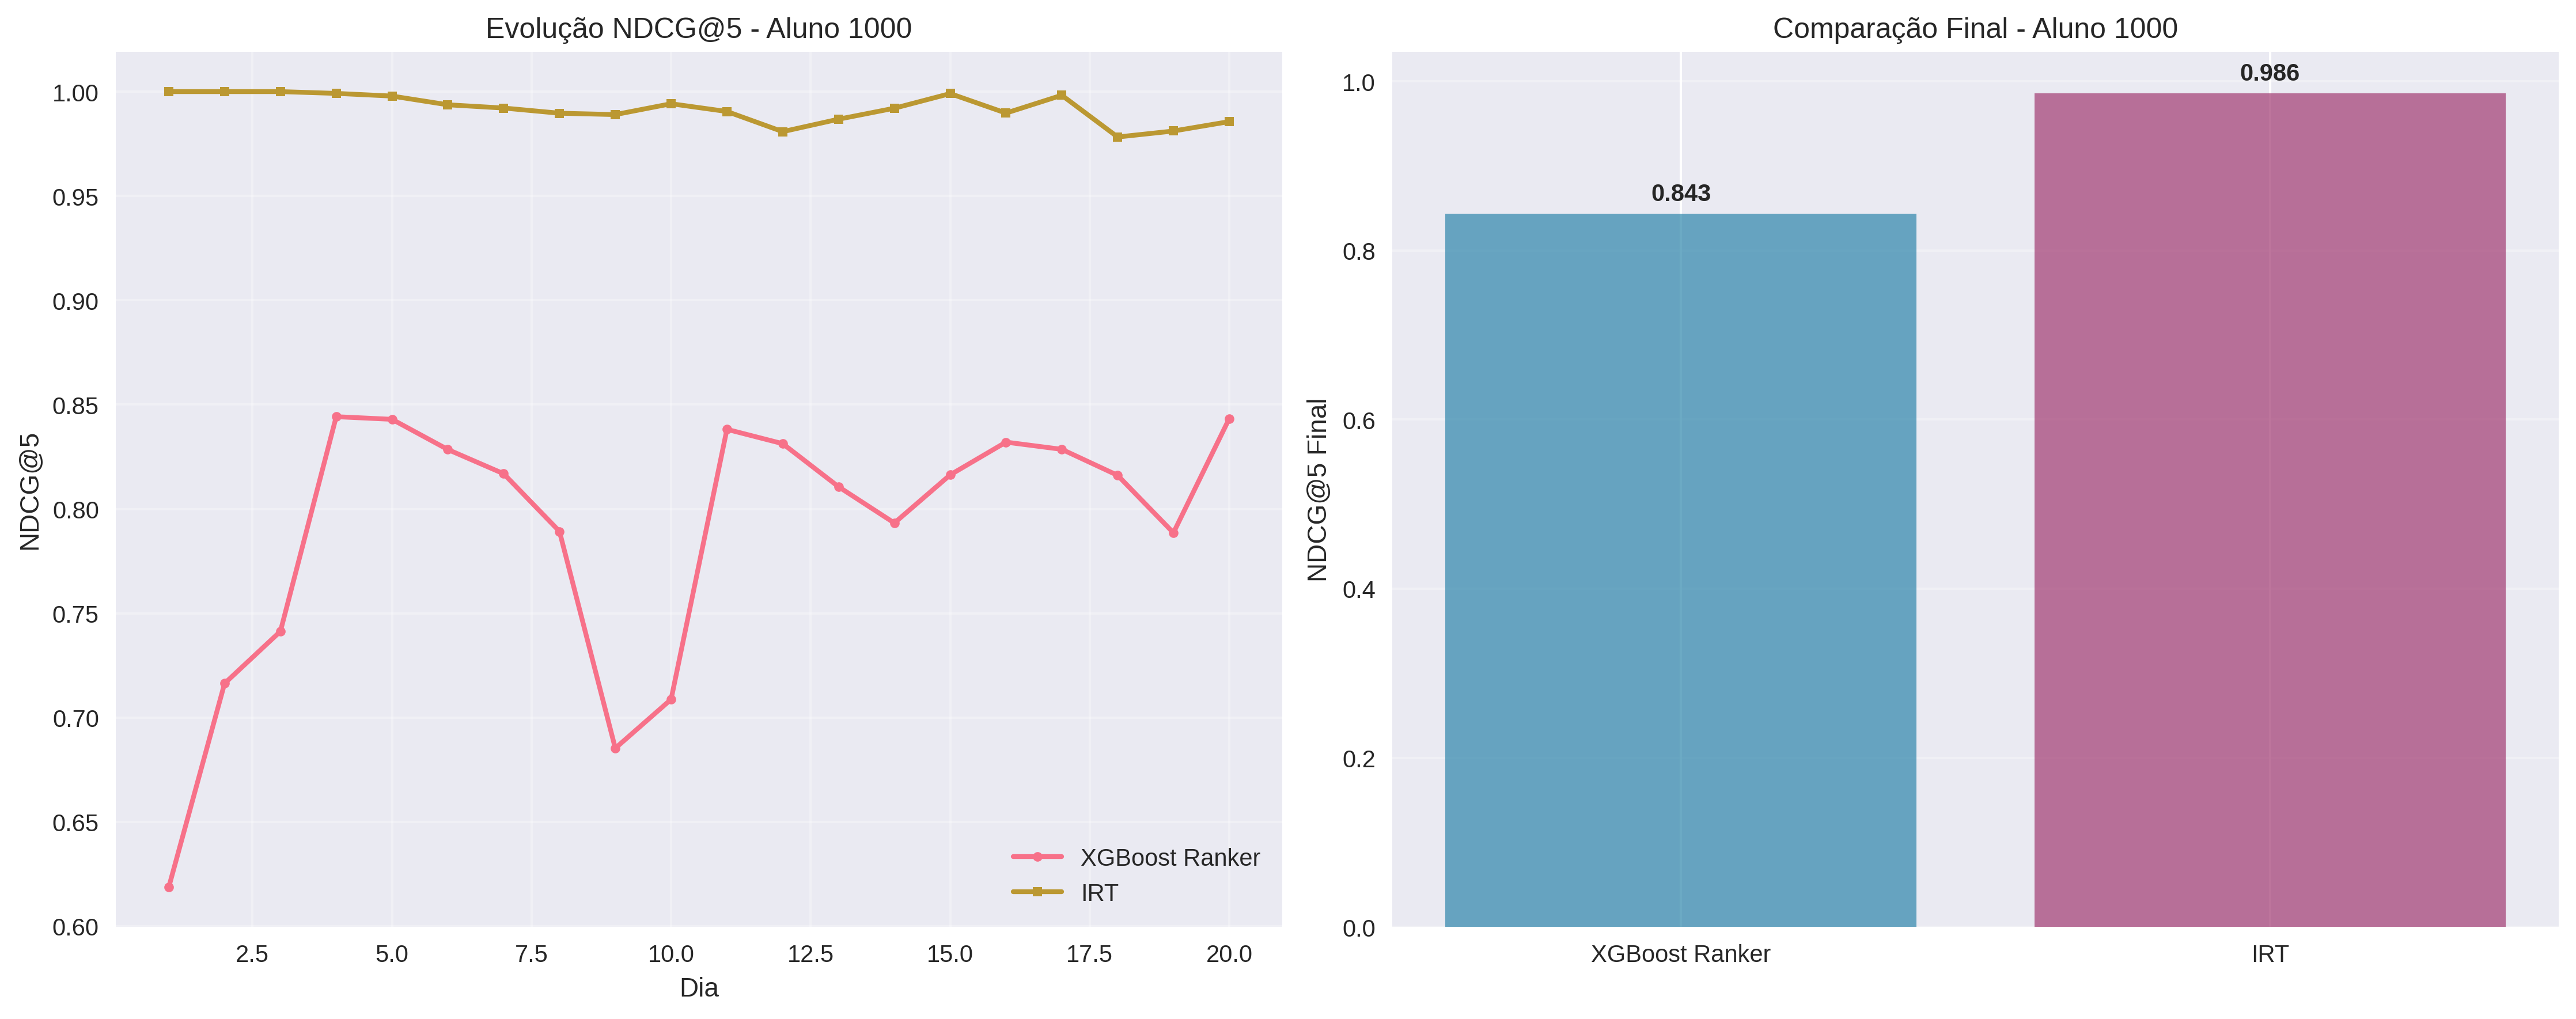 Evolução NDCG@5 - Aluno 1000
NDCG@5
1.00
0.95
0.90
0.85
0.80
0.75
0.70
0.65
0.60
2.5 5.0 7.5 10.0 12.5 15.0 17.5 20.0
Dia
XGBoost Ranker
IRT
Comparação Final - Aluno 1000
NDCG@5 Final
1.0
0.8
0.6
0.4
0.2
0.0
0.843
0.986
XGBoost Ranker IRT